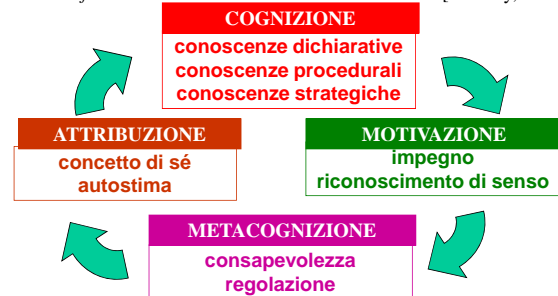 COGNIZIONE
conoscenze dichiarative
conoscenze procedurali
conoscenze strategiche
ATTRIBUZIONE
concetto di sé
autostima
MOTIVAZIONE
impegno
riconoscimento di senso
METACOGNIZIONE
consapevolezza
regolazione